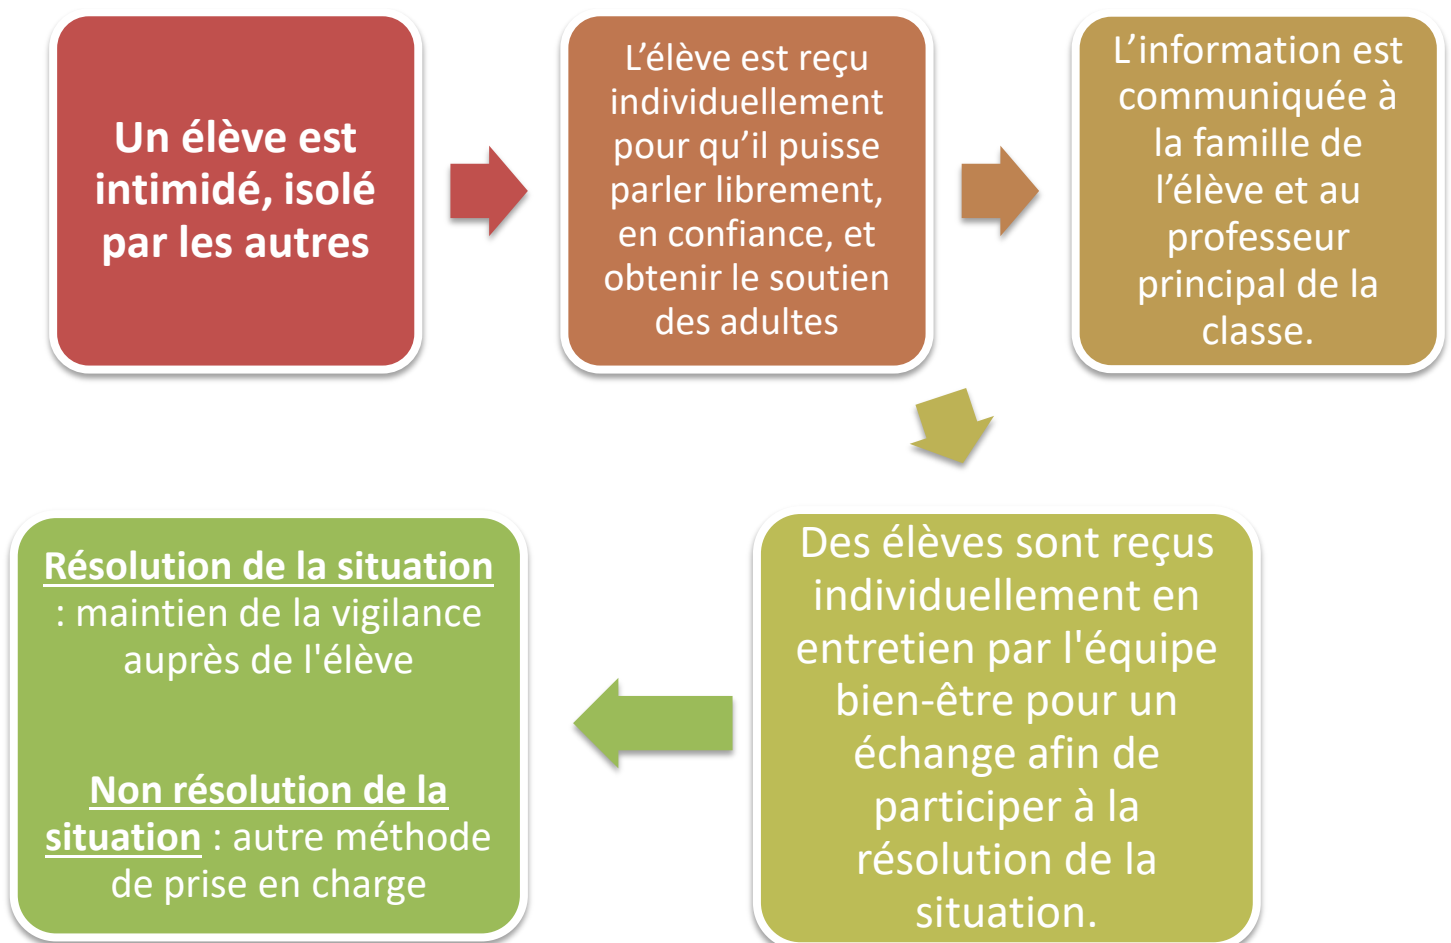 Un élève est
intimidé, isolé
par les autres
L’élève est reçu
individuellement
pour qu’il puisse
parler librement,
en confiance, et
obtenir le soutien
des adultes
L’information est
communiquée à
la famille de
l’élève et au
professeur
principal de la
classe.
Des élèves sont reçus
individuellement en
entretien par l'équipe
bien-être pour un
échange afin de
participer à la
résolution de la
situation.
Résolution de la situation
: maintien de la vigilance
auprès de l'élève
Non résolution de la
situation : autre méthode
de prise en charge